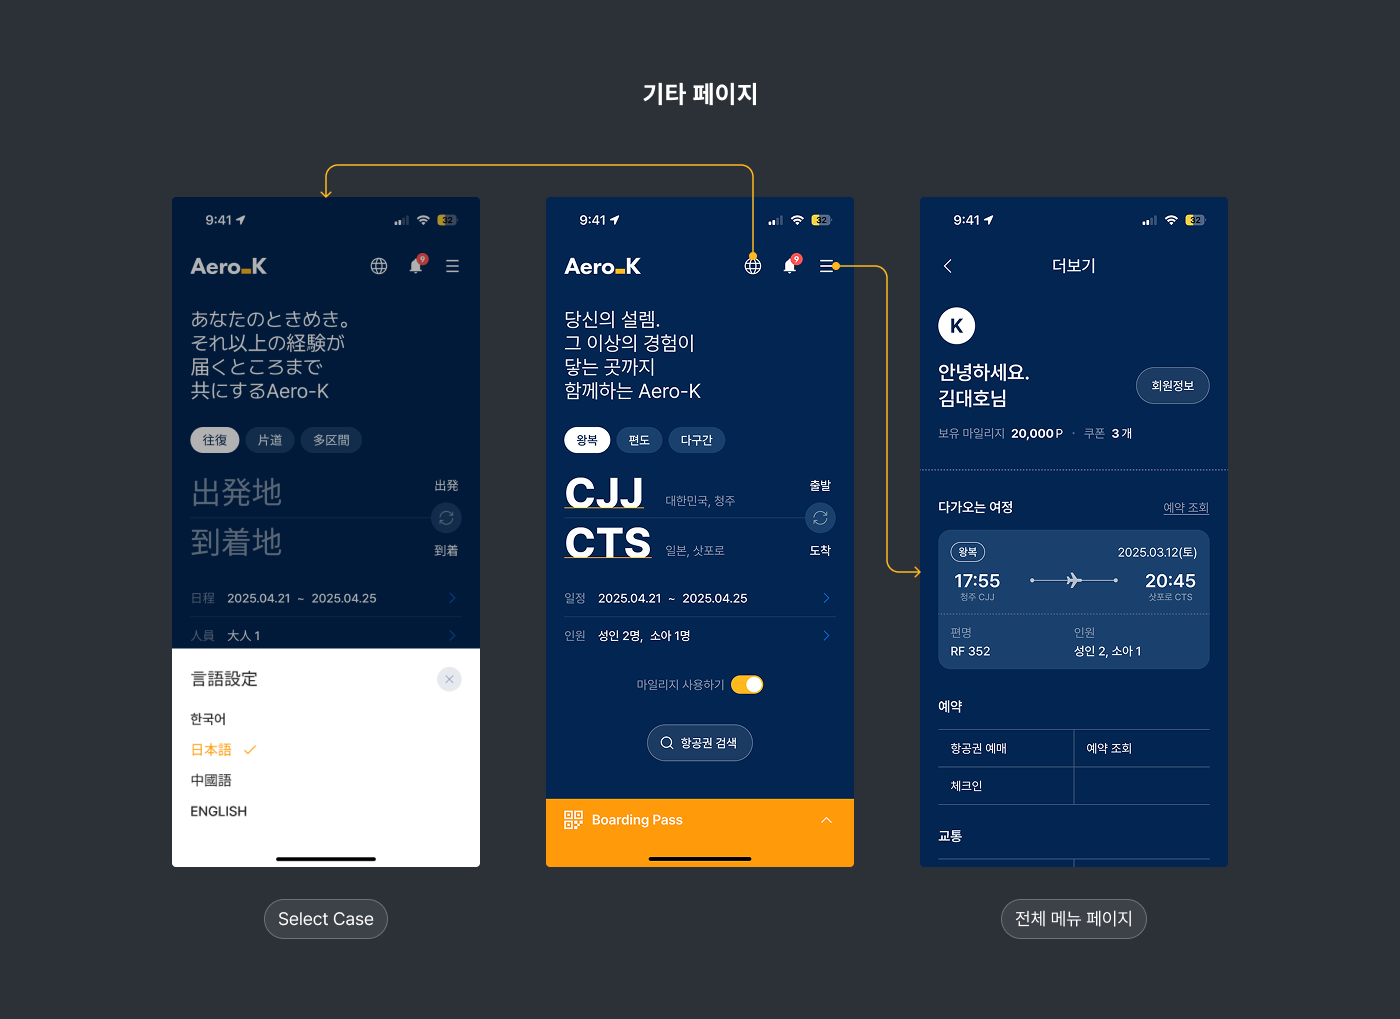 기타 페이지
9:41
32
Aero-K
9
あなたのときめき。
それ以上の経験が
届くところまで
共にするAero-K
往復 片道 多区間
出発地 出発
到着地 到着
日程 2025.04.21 ~ 2025.04.25
人員 大人 1
言語設定
한국어
日本語
中國語
ENGLISH
Select Case
9:41
32
Aero-K
9
당신의 설렘.
그 이상의 경험이
닿는 곳까지
함께하는 Aero-K
왕복 편도 다구간
CJJ 대한민국, 청주 출발
CTS 일본, 삿포로 도착
일정 2025.04.21 ~ 2025.04.25
인원 성인 2명, 소아 1명
마일리지 사용하기
항공권 검색
Boarding Pass
9:41
32
더보기
K
안녕하세요.
김대호님
회원정보
보유 마일리지 20,000 P · 쿠폰 3 개
다가오는 여정 예약 조회
왕복 2025.03.12(토)
17:55 20:45
청주 CJJ 삿포로 CTS
편명 인원
RF 352 성인 2, 소아 1
예약
항공권 예매 예약 조회
체크인
교통
전체 메뉴 페이지